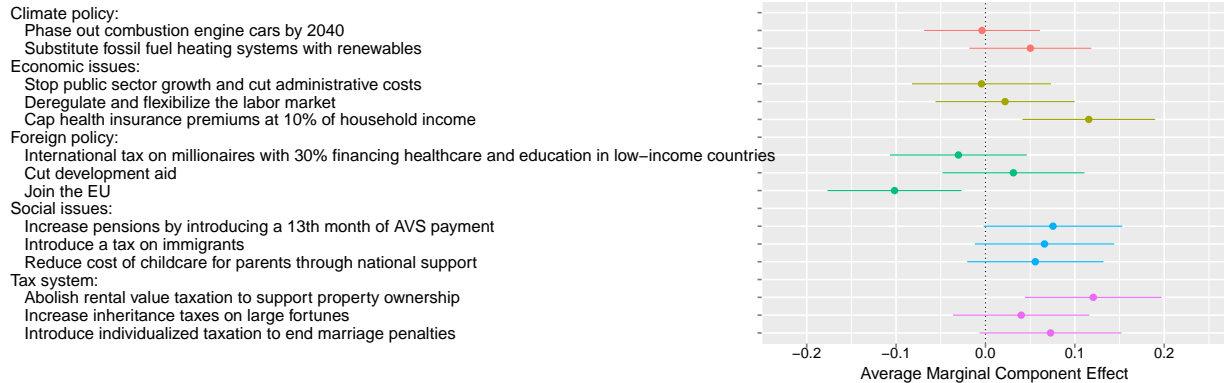 Climate policy:
Phase out combustion engine cars by 2040
Substitute fossil fuel heating systems with renewables
Economic issues:
Stop public sector growth and cut administrative costs
Deregulate and flexibilize the labor market
Cap health insurance premiums at 10% of household income
Foreign policy:
International tax on millionaires with 30% financing healthcare and education in low−income countries
Cut development aid
Join the EU
Social issues:
Increase pensions by introducing a 13th month of AVS payment
Introduce a tax on immigrants
Reduce cost of childcare for parents through national support
Tax system:
Abolish rental value taxation to support property ownership
Increase inheritance taxes on large fortunes
Introduce individualized taxation to end marriage penalties
−0.2 −0.1 0.0 0.1 0.2
Average Marginal Component Effect